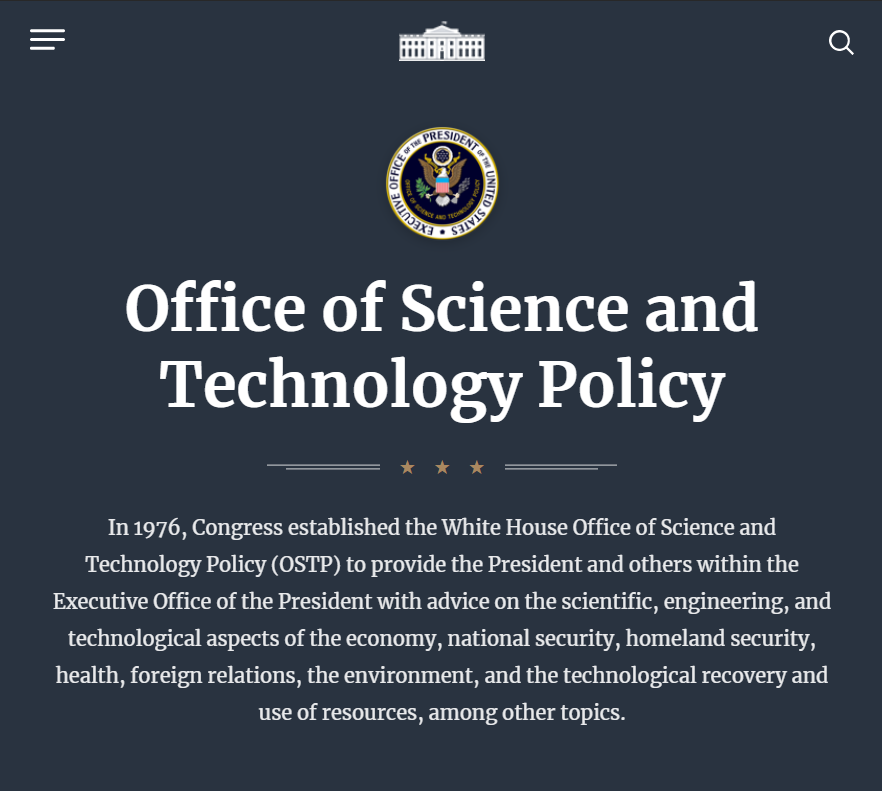 EXECUTIVE OFFICE OF THE PRESIDENT OF THE UNITED STATES
OFFICE OF SCIENCE AND TECHNOLOGY POLICY
Office of Science and
Technology Policy
In 1976, Congress established the White House Office of Science and
Technology Policy (OSTP) to provide the President and others within the
Executive Office of the President with advice on the scientific, engineering, and
technological aspects of the economy, national security, homeland security,
health, foreign relations, the environment, and the technological recovery and
use of resources, among other topics.